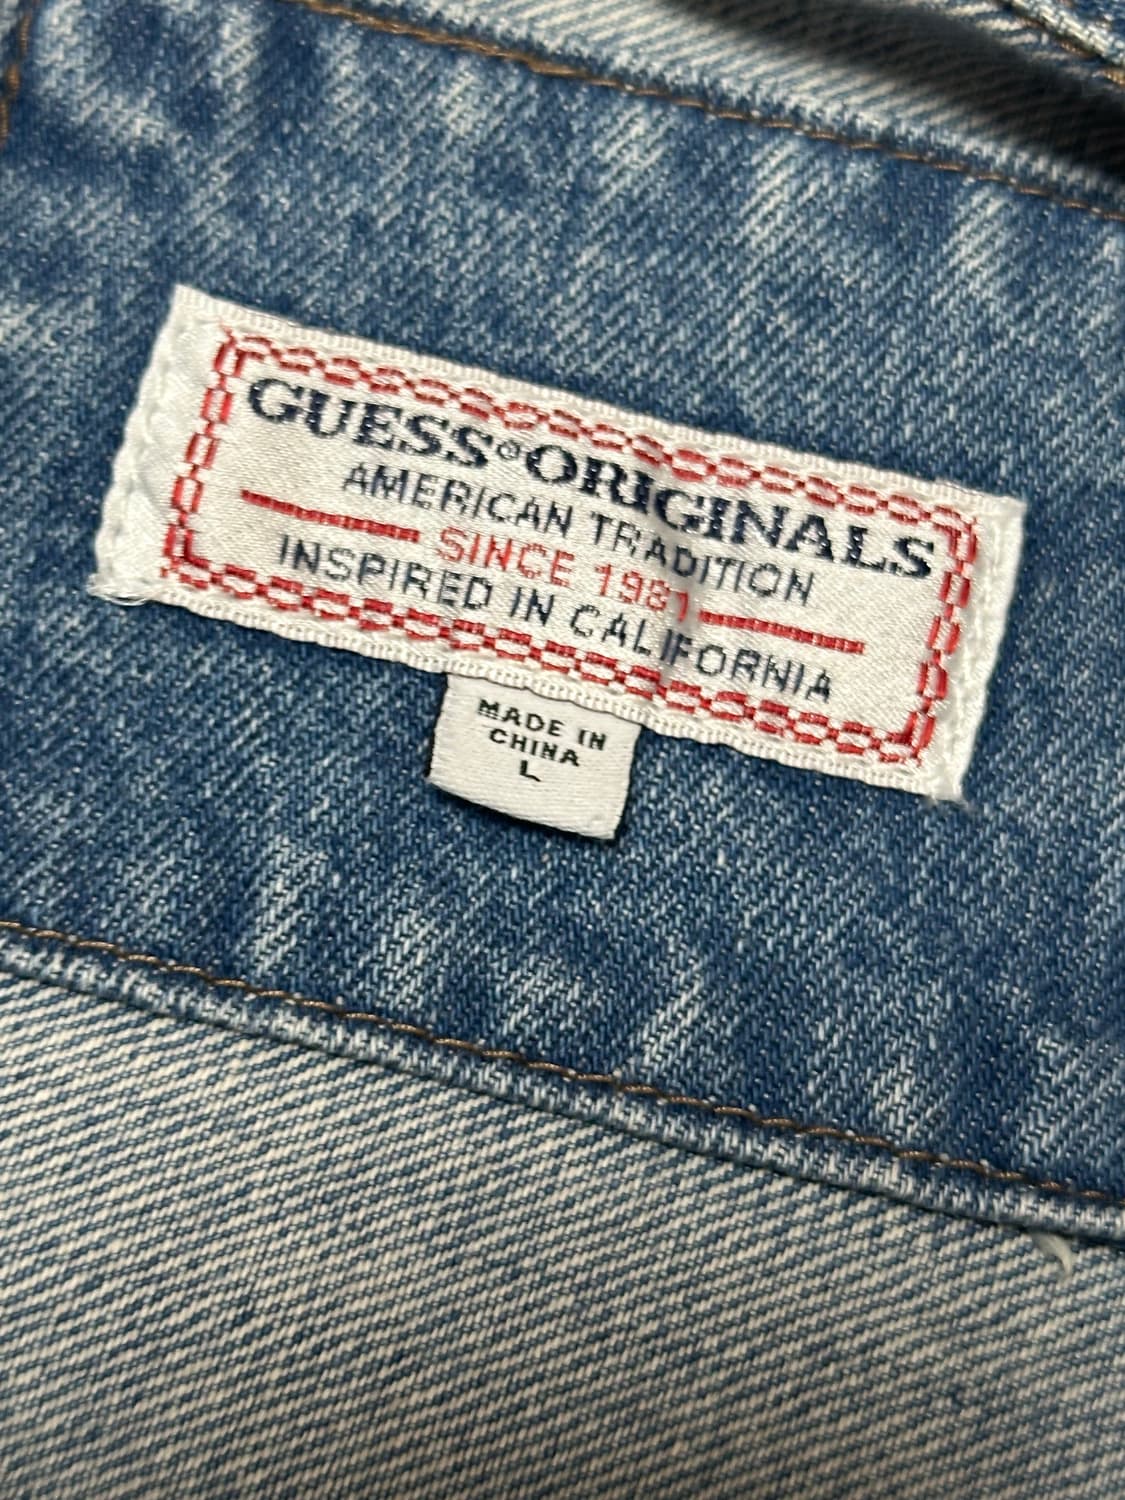 GUESS®ORIGINALS
AMERICAN TRADITION
SINCE 1981
INSPIRED IN CALIFORNIA
MADE IN
CHINA
L